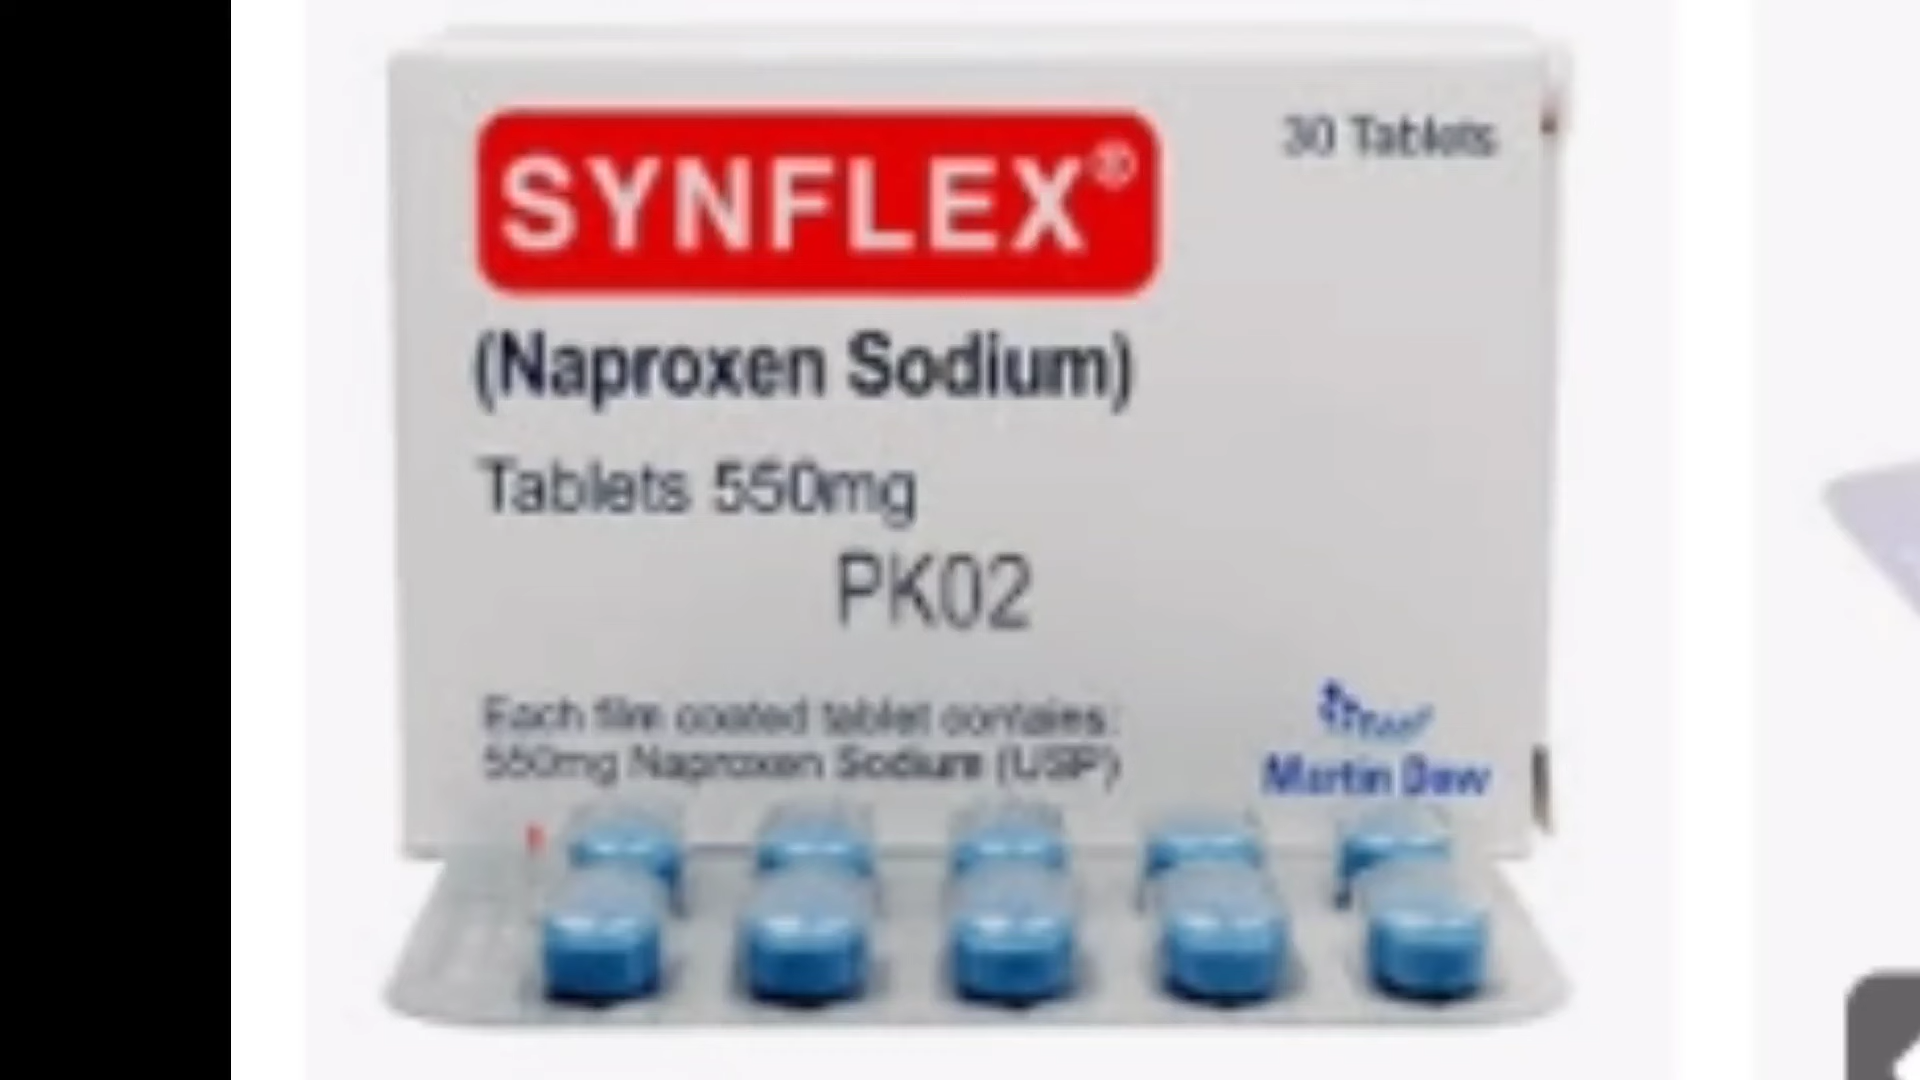 SYNFLEX®
30 Tablets
(Naproxen Sodium)
Tablets 550mg
PK02
Each film coated tablet contains:
550mg Naproxen Sodium (USP)
Martin Dow